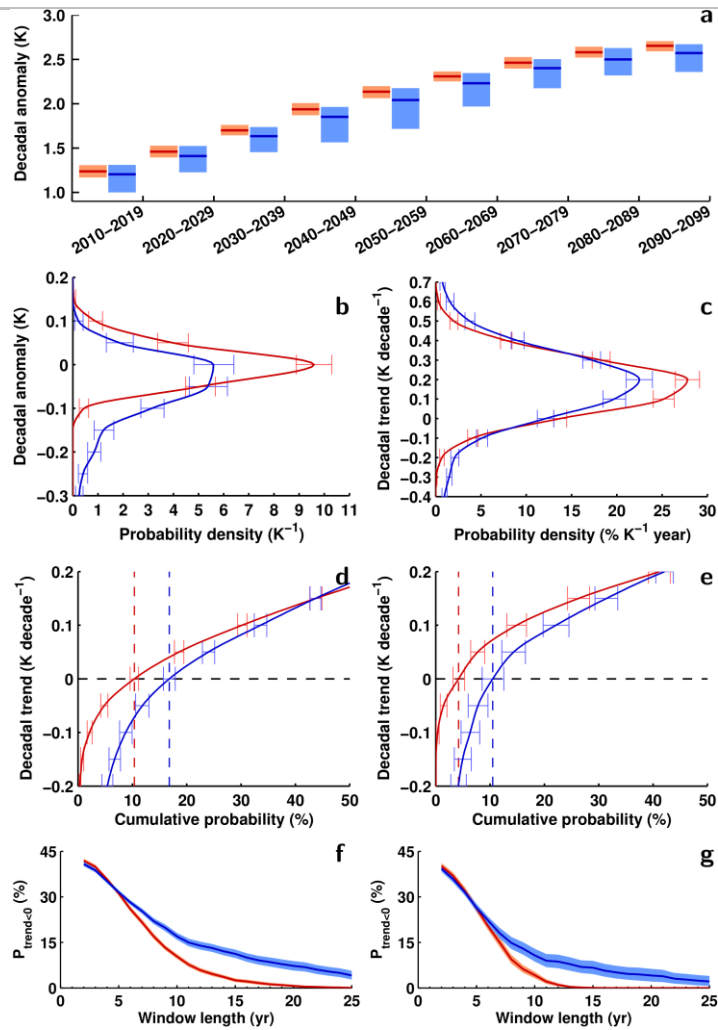 a
Decadal anomaly (K)
3.0
2.5
2.0
1.5
1.0
2010−2019
2020−2029
2030−2039
2040−2049
2050−2059
2060−2069
2070−2079
2080−2089
2090−2099
b
Decadal anomaly (K)
0.2
0.1
0
−0.1
−0.2
−0.3
0 1 2 3 4 5 6 7 8 9 10 11
Probability density (K⁻¹)
c
Decadal trend (K decade⁻¹)
0.7
0.6
0.5
0.4
0.3
0.2
0.1
0
−0.1
−0.2
−0.3
−0.4
0 5 10 15 20 25 30
Probability density (% K⁻¹ year)
d
Decadal trend (K decade⁻¹)
0.2
0.1
0
−0.1
−0.2
0 10 20 30 40 50
Cumulative probability (%)
e
Decadal trend (K decade⁻¹)
0.2
0.1
0
−0.1
−0.2
0 10 20 30 40 50
Cumulative probability (%)
f
P_trend<0 (%)
45
30
15
0
0 5 10 15 20 25
Window length (yr)
g
P_trend<0 (%)
45
30
15
0
0 5 10 15 20 25
Window length (yr)